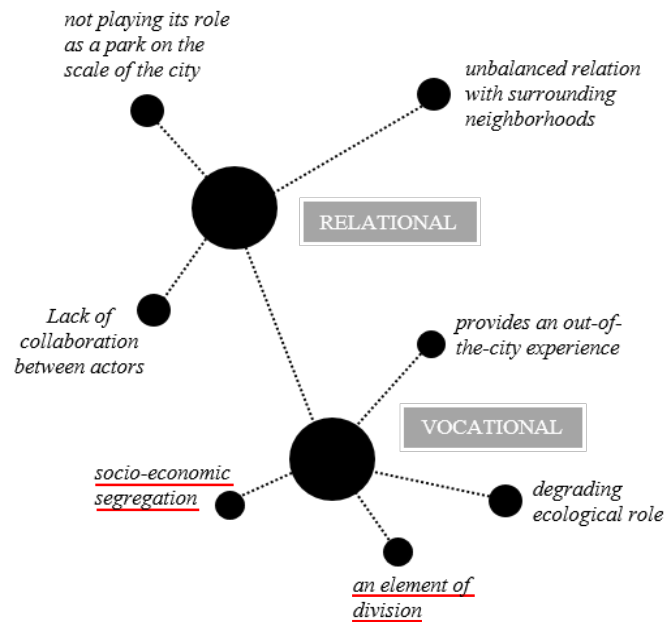 not playing its role
as a park on the
scale of the city
unbalanced relation
with surrounding
neighborhoods
RELATIONAL
Lack of
collaboration
between actors
provides an out-of-
the-city experience
VOCATIONAL
socio-economic
segregation
degrading
ecological role
an element of
division